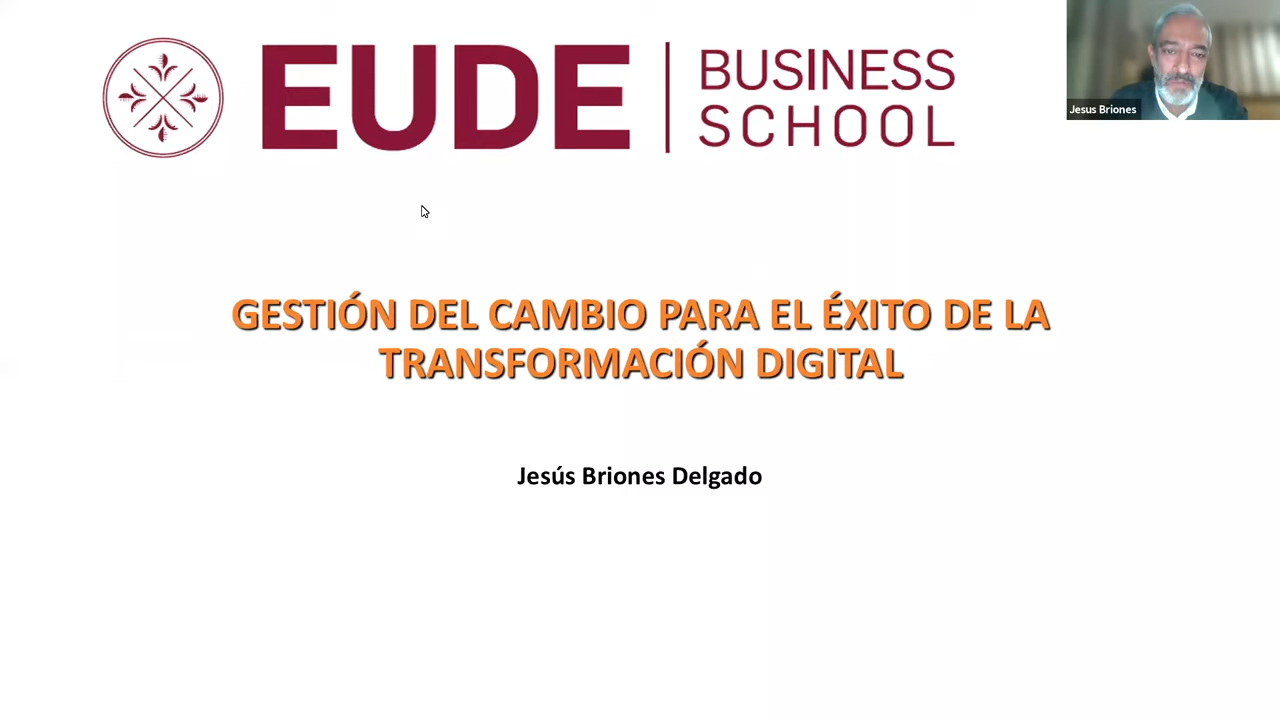 EUDE
BUSINESS
SCHOOL
Jesus Briones
GESTIÓN DEL CAMBIO PARA EL ÉXITO DE LA
TRANSFORMACIÓN DIGITAL
Jesús Briones Delgado